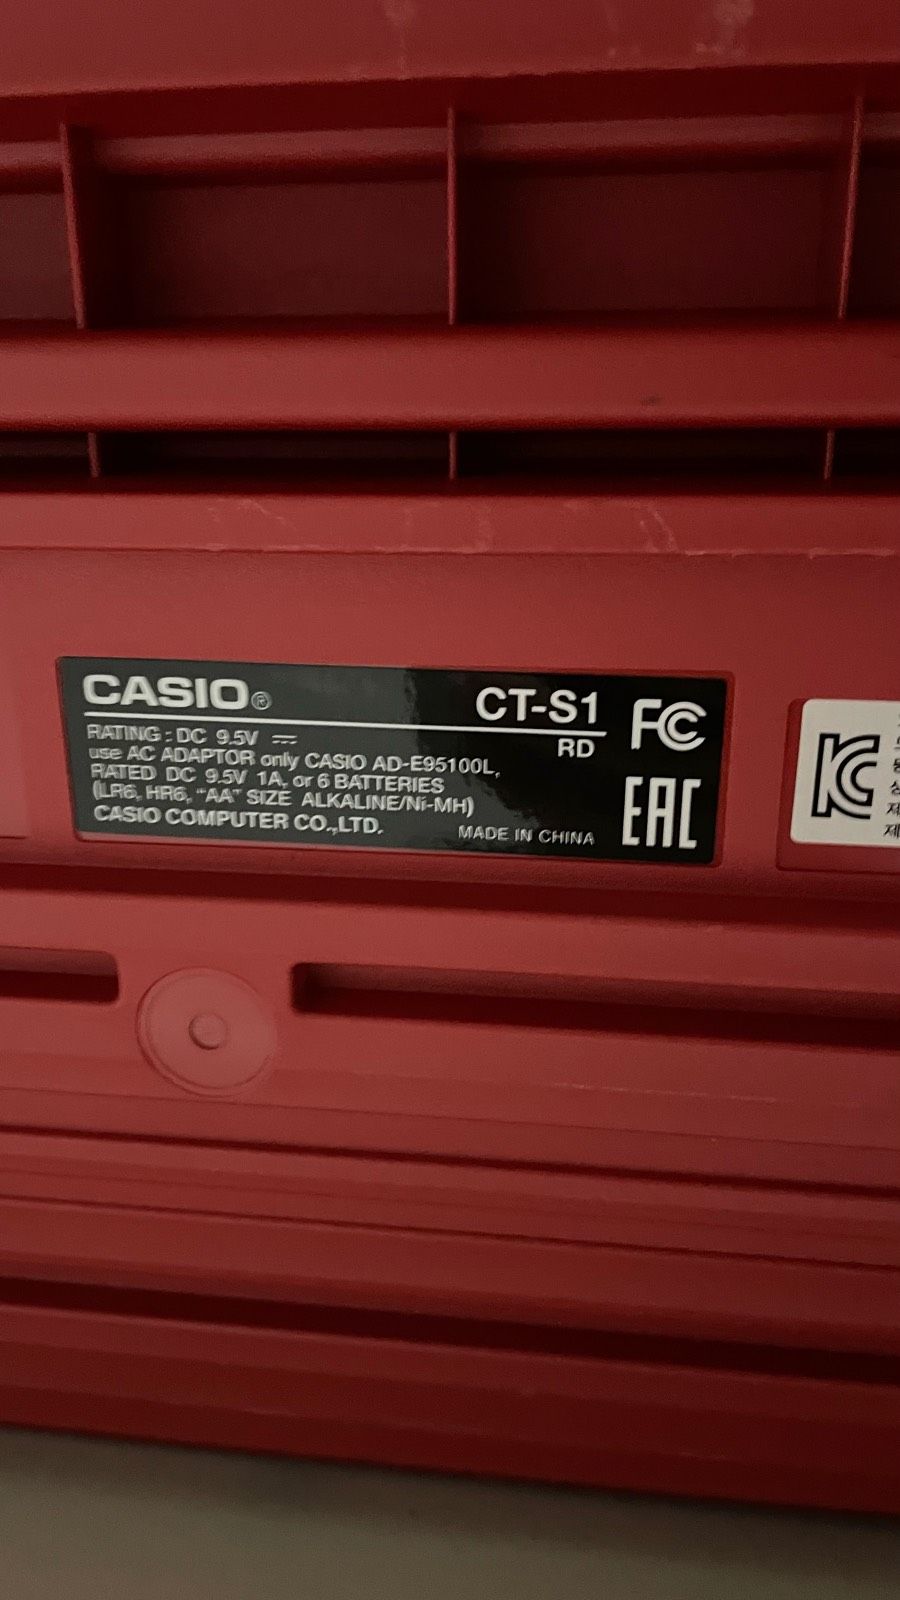 CASIO®
CT-S1
RD
RATING : DC 9.5V ⎓
use AC ADAPTOR only CASIO AD-E95100L,
RATED DC 9.5V 1A, or 6 BATTERIES
(LR6, HR6, "AA" SIZE ALKALINE/Ni-MH)
CASIO COMPUTER CO.,LTD.
MADE IN CHINA
FC
EAC
KC